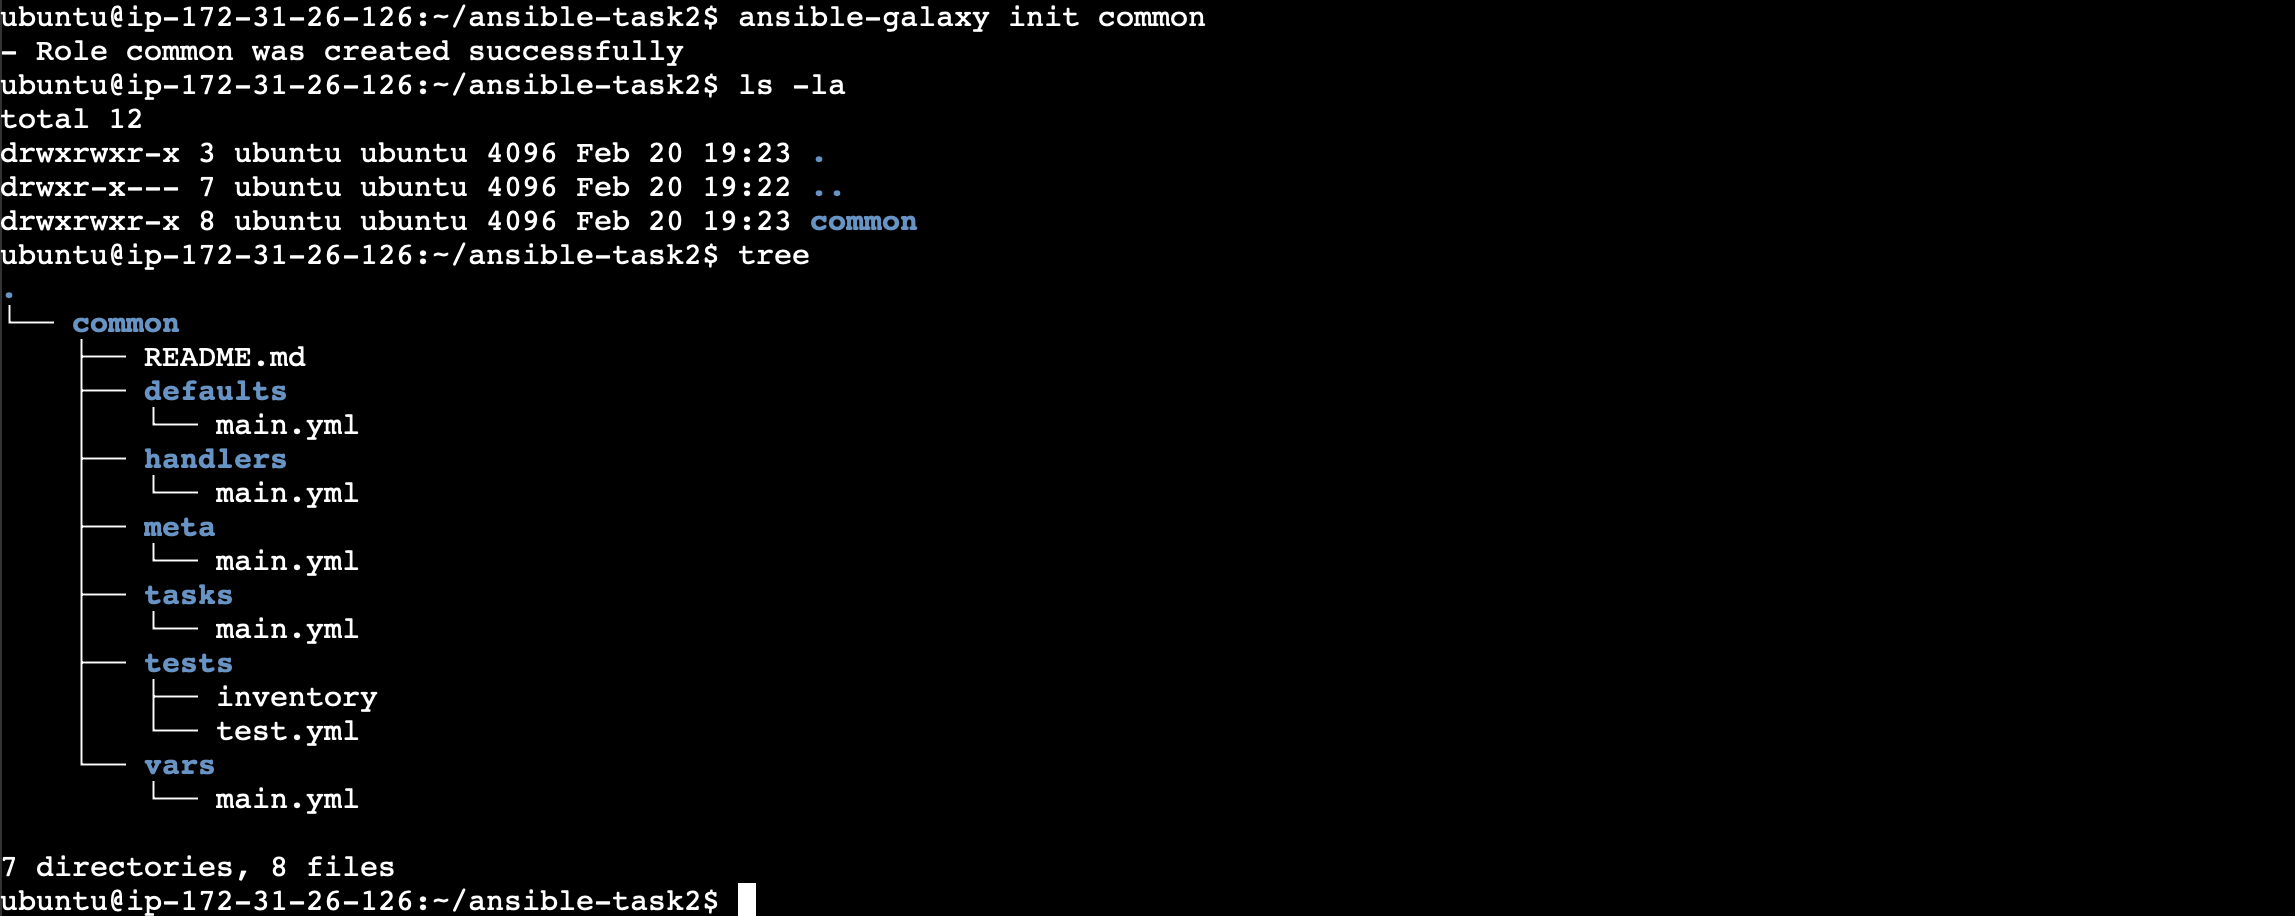 ubuntu@ip-172-31-26-126:~/ansible-task2$ ansible-galaxy init common
- Role common was created successfully
ubuntu@ip-172-31-26-126:~/ansible-task2$ ls -la
total 12
drwxrwxr-x 3 ubuntu ubuntu 4096 Feb 20 19:23 .
drwxr-x--- 7 ubuntu ubuntu 4096 Feb 20 19:22 ..
drwxrwxr-x 8 ubuntu ubuntu 4096 Feb 20 19:23 common
ubuntu@ip-172-31-26-126:~/ansible-task2$ tree
.
└── common
    ├── README.md
    ├── defaults
    │   └── main.yml
    ├── handlers
    │   └── main.yml
    ├── meta
    │   └── main.yml
    ├── tasks
    │   └── main.yml
    ├── tests
    │   ├── inventory
    │   └── test.yml
    └── vars
        └── main.yml

7 directories, 8 files
ubuntu@ip-172-31-26-126:~/ansible-task2$